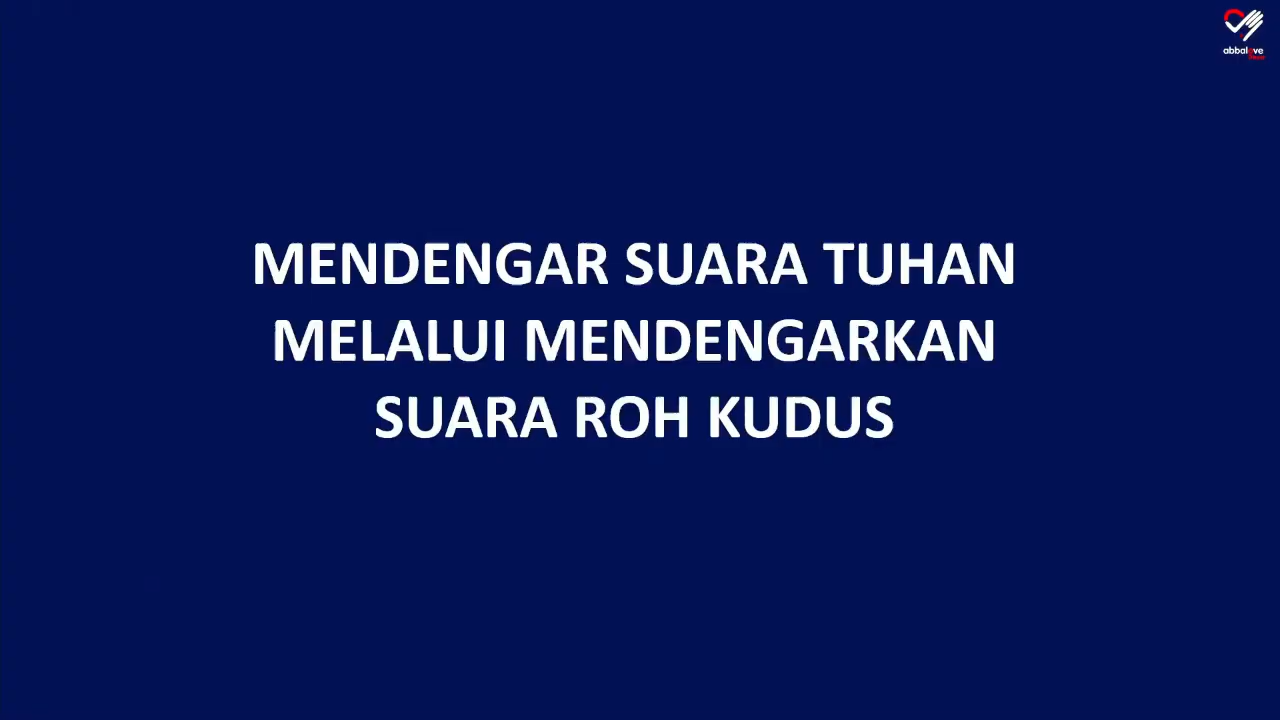 abbalove
MENDENGAR SUARA TUHAN
MELALUI MENDENGARKAN
SUARA ROH KUDUS